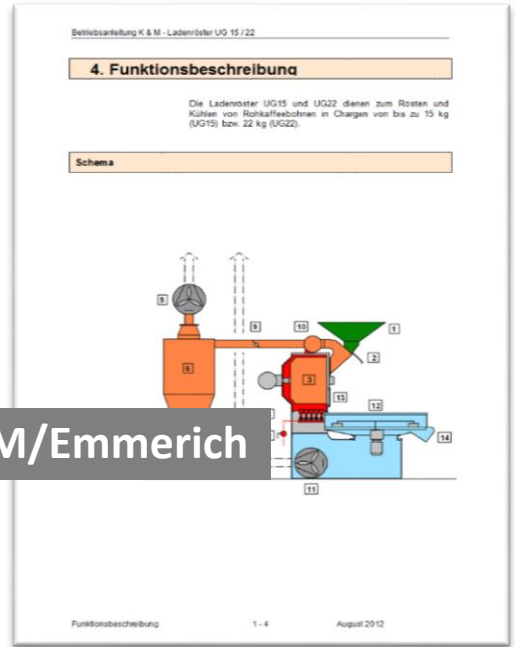 Betriebsanleitung K & M - Ladenröster UG 15 / 22
4. Funktionsbeschreibung
Die Ladenröster UG15 und UG22 dienen zum Rösten und
Kühlen von Rohkaffeebohnen in Chargen von bis zu 15 kg
(UG15) bzw. 22 kg (UG22).
Schema
5
9
10
1
2
6
3
13
12
14
M/Emmerich
11
Funktionsbeschreibung 1 - 4 August 2012